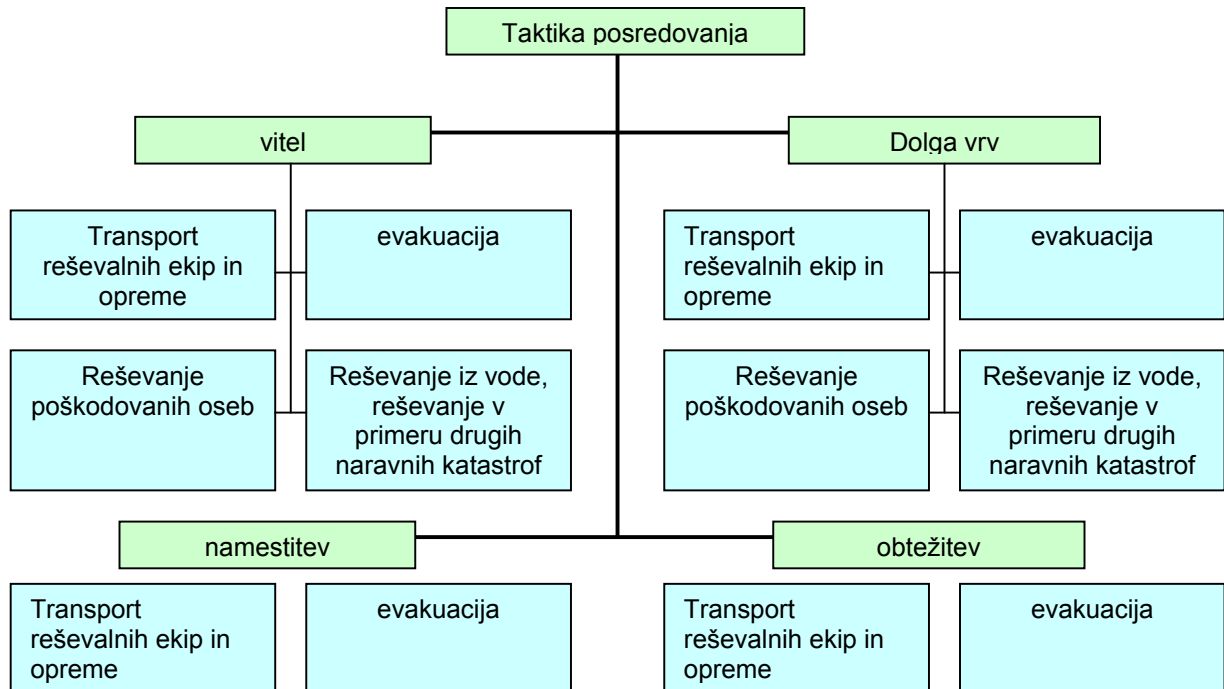 Taktika posredovanja
vitel
Dolga vrv
Transport
reševalnih ekip in
opreme
evakuacija
Transport
reševalnih ekip in
opreme
evakuacija
Reševanje
poškodovanih oseb
Reševanje iz vode,
reševanje v
primeru drugih
naravnih katastrof
Reševanje
poškodovanih oseb
Reševanje iz vode,
reševanje v
primeru drugih
naravnih katastrof
namestitev
obtežitev
Transport
reševalnih ekip in
opreme
evakuacija
Transport
reševalnih ekip in
opreme
evakuacija